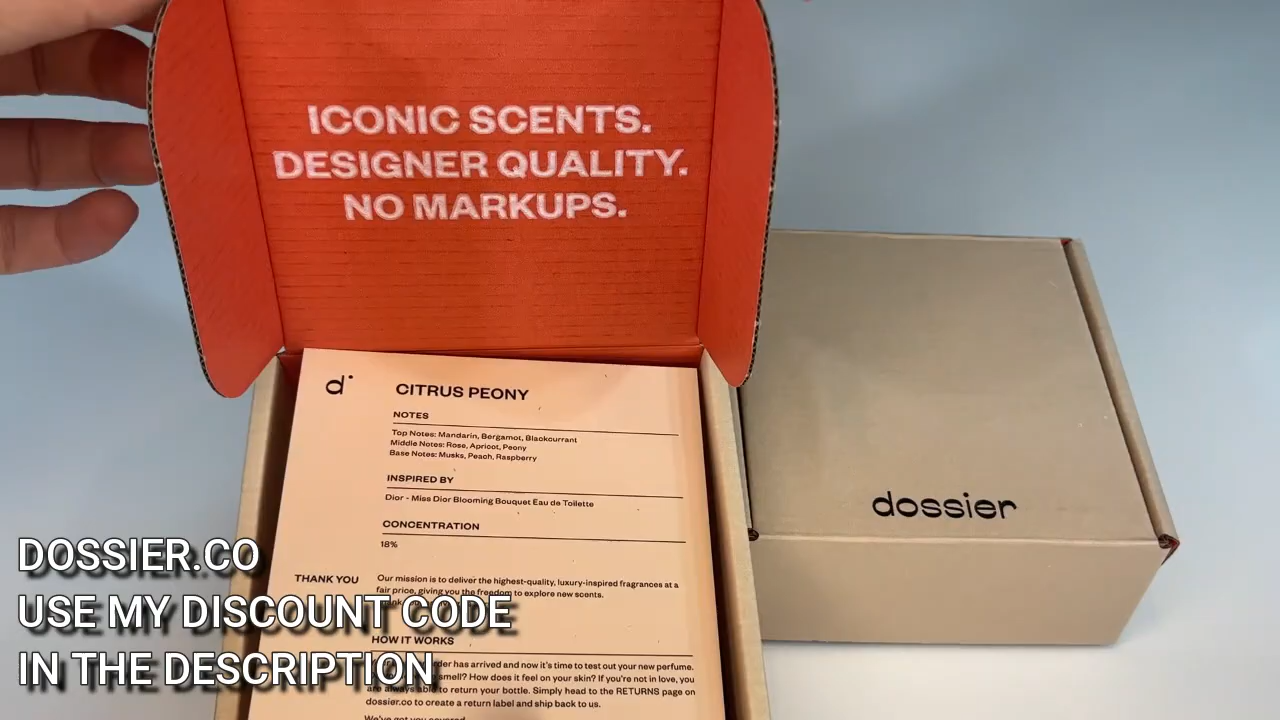 ICONIC SCENTS.
DESIGNER QUALITY.
NO MARKUPS.
d
CITRUS PEONY
NOTES
Top Notes: Mandarin, Bergamot, Blackcurrant
Middle Notes: Rose, Apricot, Peony
Base Notes: Musks, Peach, Raspberry
INSPIRED BY
Dior - Miss Dior Blooming Bouquet Eau de Toilette
CONCENTRATION
18%
THANK YOU
Our mission is to deliver the highest-quality, luxury-inspired fragrances at a
fair price, giving you the freedom to explore new scents.
HOW IT WORKS
has arrived and now it's time to test out your new perfume.
smell? How does it feel on your skin? If you're not in love, you
are always able to return your bottle. Simply head to the RETURNS page on
dossier.co to create a return label and ship back to us.
We've got you covered
dossier
DOSSIER.CO
USE MY DISCOUNT CODE
IN THE DESCRIPTION